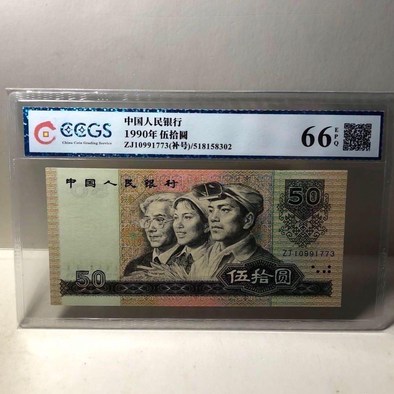 CCGS
China Coin Grading Service
中国人民银行
1990年 伍拾圆
ZJ10991773(补号)/518158302
66 EPQ
中国人民银行
50
ZJ10991773
50
伍拾圆